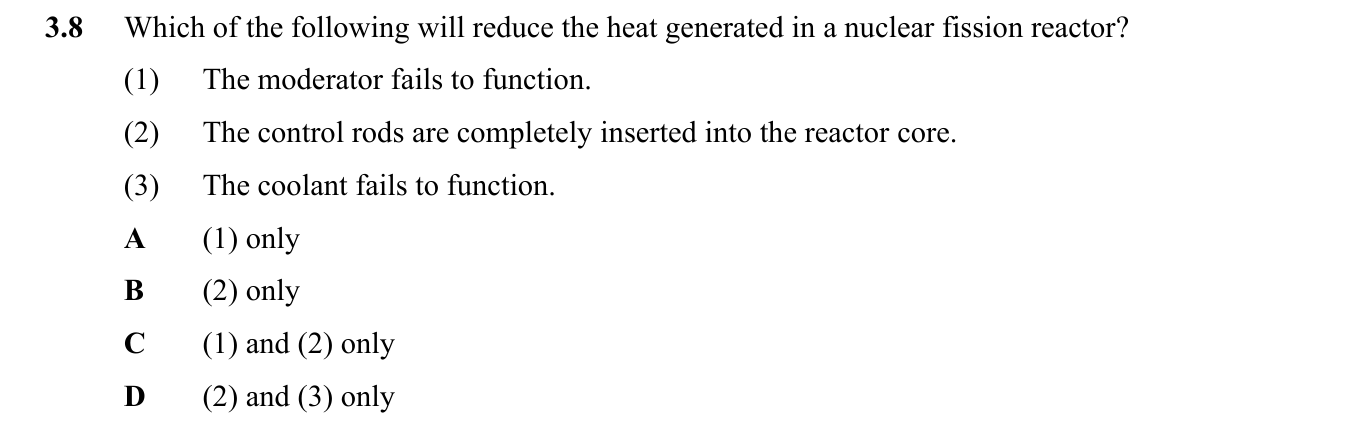 3.8 Which of the following will reduce the heat generated in a nuclear fission reactor?
(1) The moderator fails to function.
(2) The control rods are completely inserted into the reactor core.
(3) The coolant fails to function.
A (1) only
B (2) only
C (1) and (2) only
D (2) and (3) only